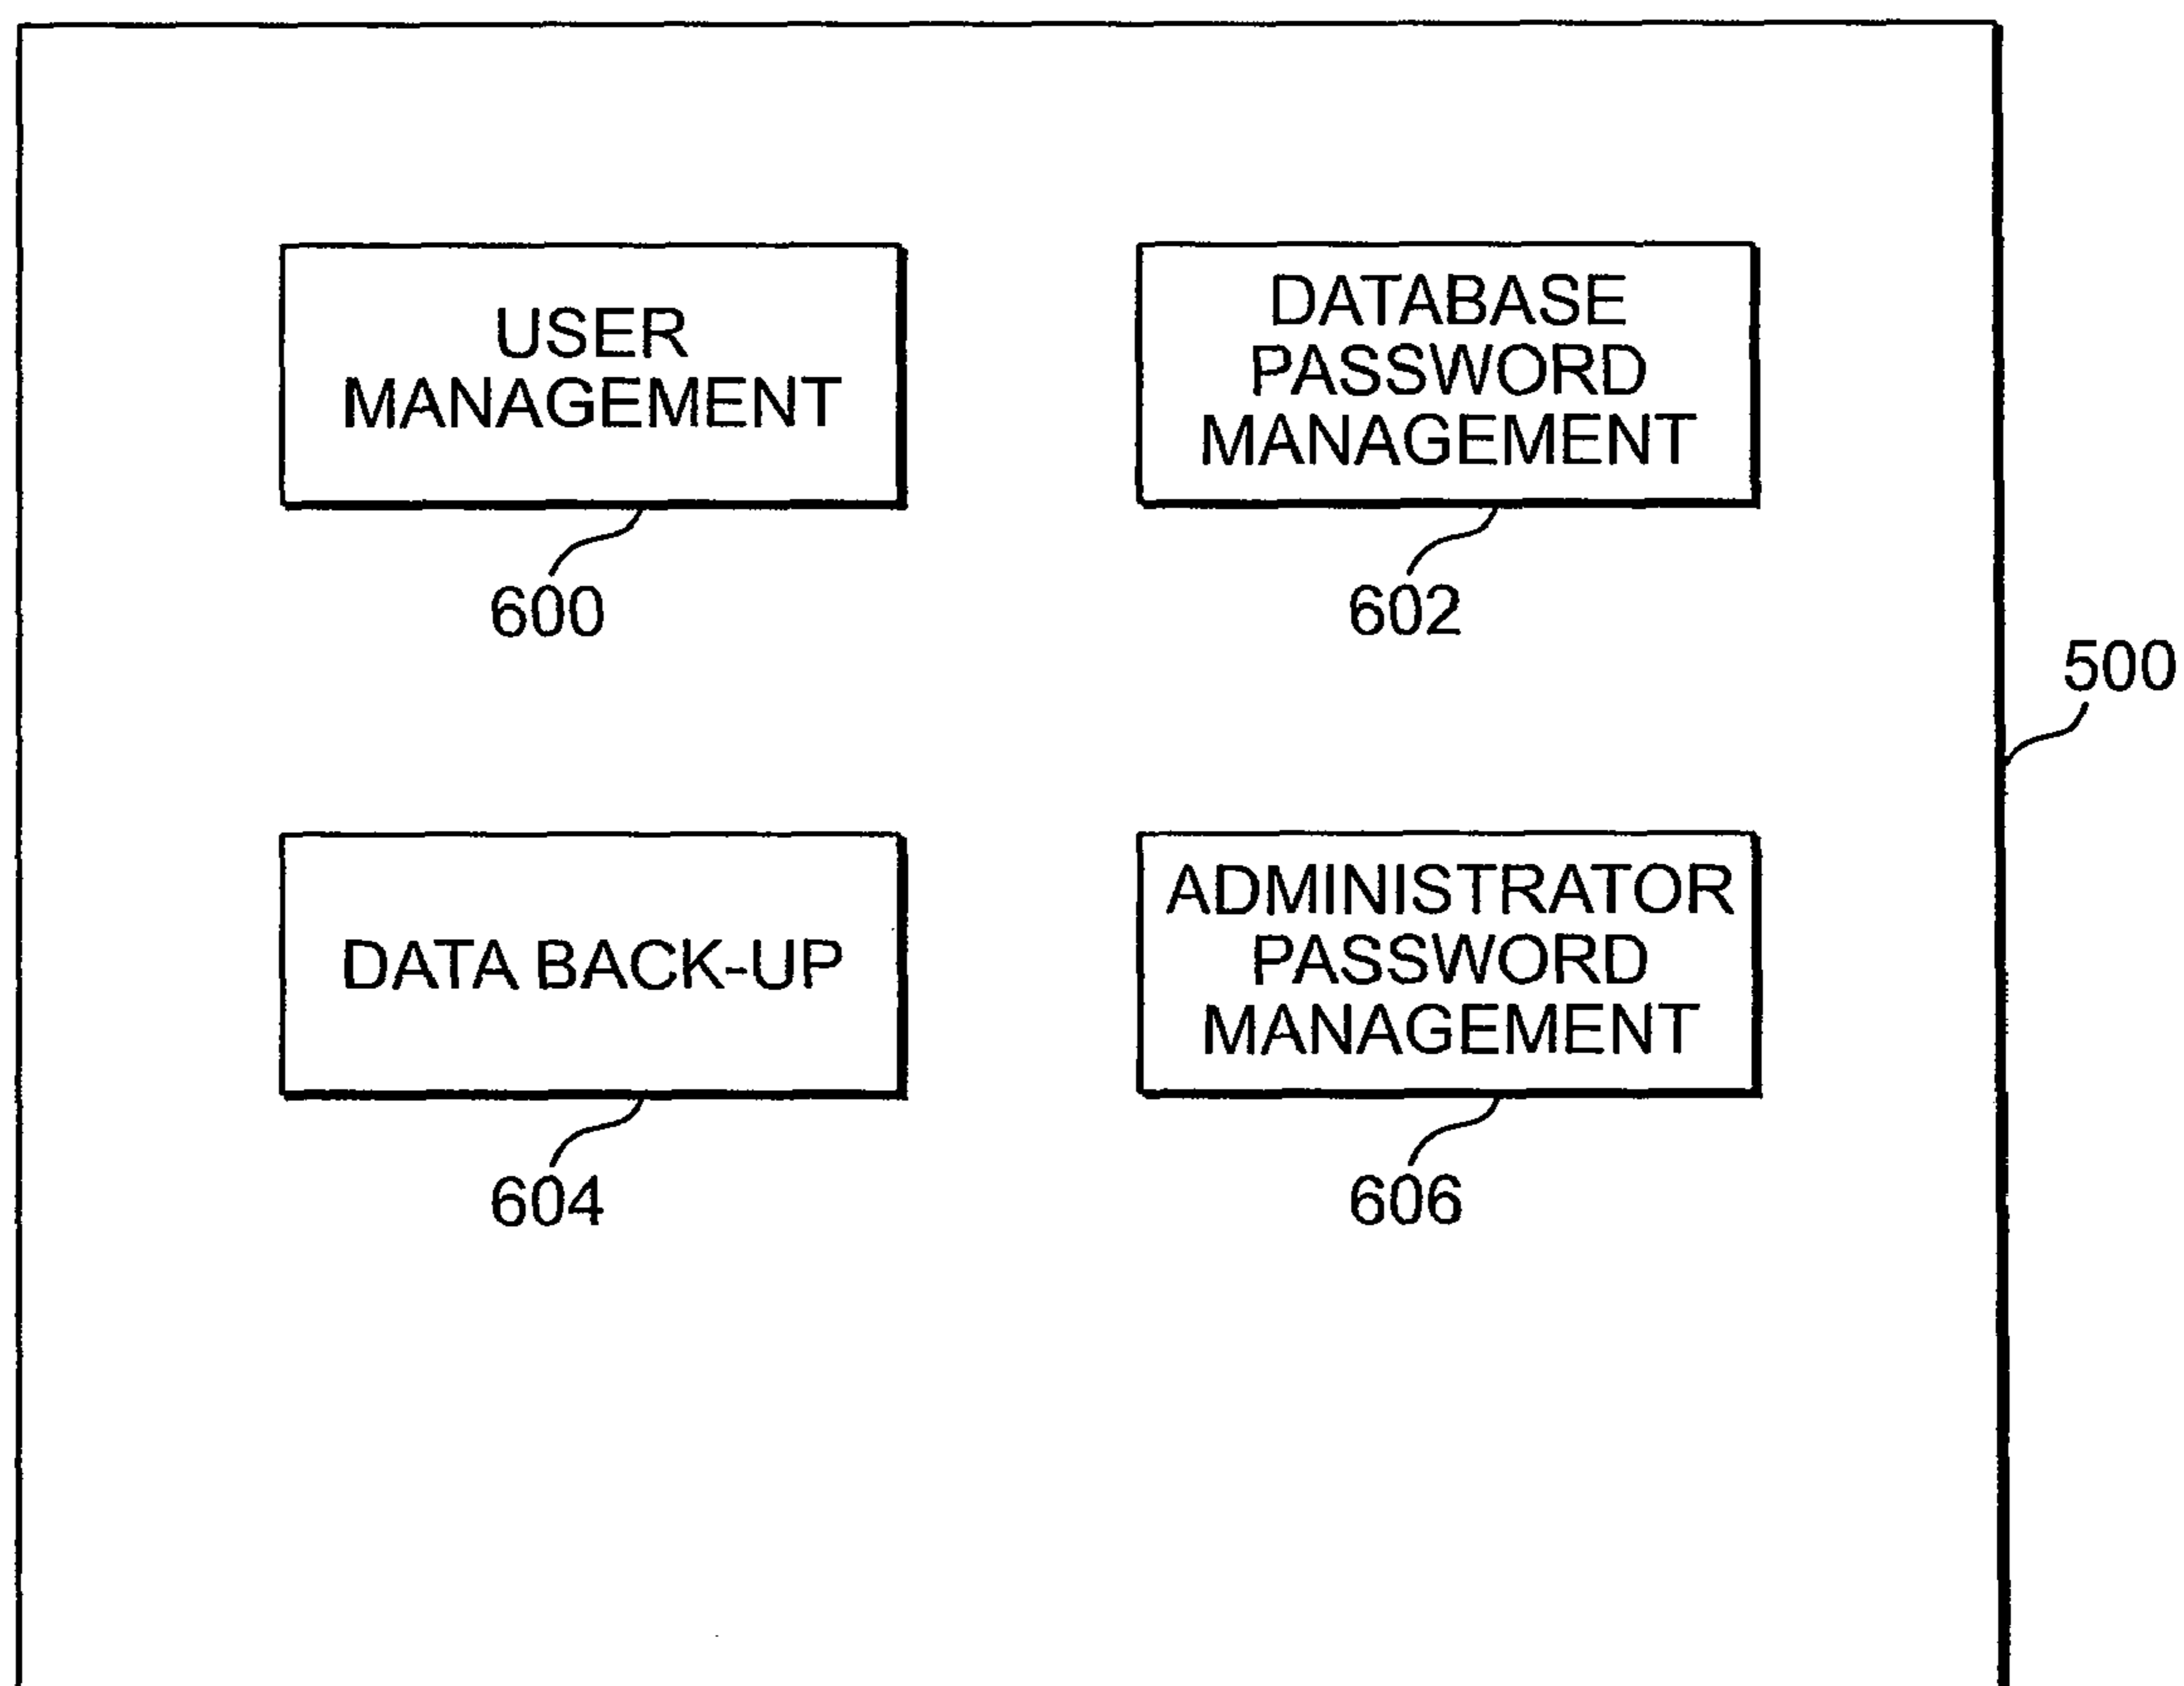 USER
MANAGEMENT
DATABASE
PASSWORD
MANAGEMENT
600
602
500
DATA BACK-UP
ADMINISTRATOR
PASSWORD
MANAGEMENT
604
606